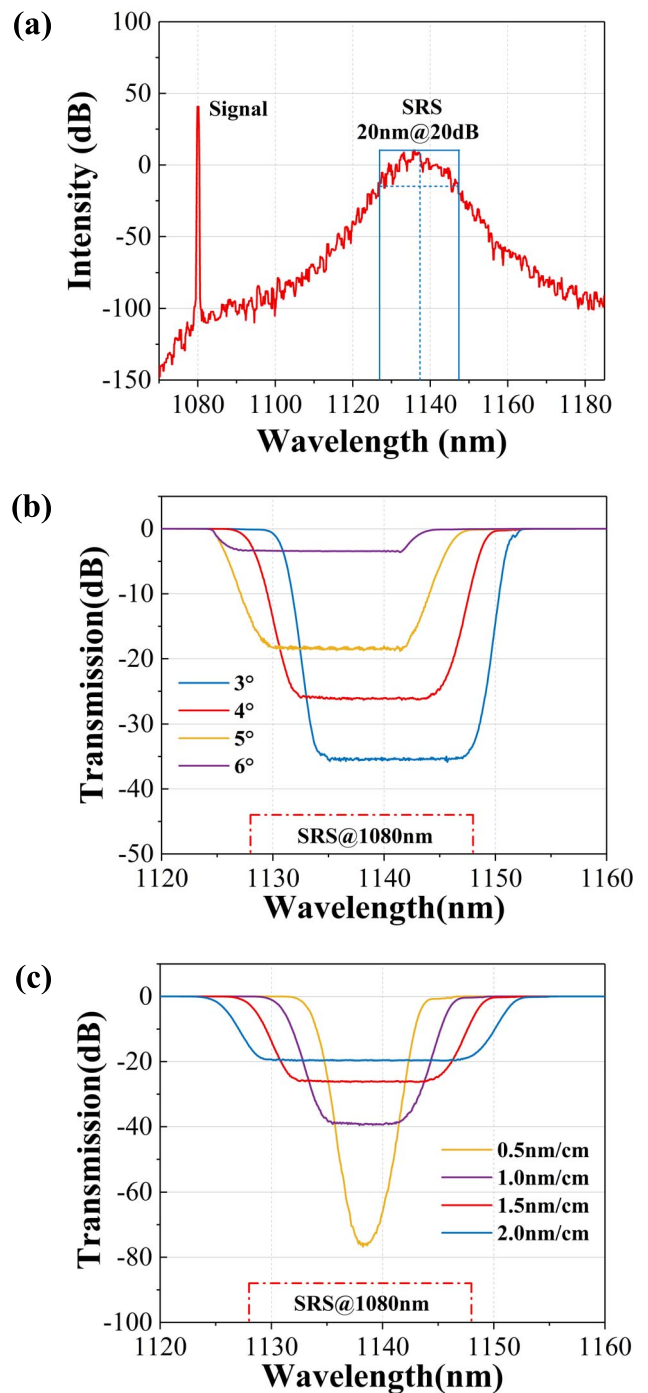 (a)
100
50
0
-50
-100
-150
Intensity (dB)
Signal
SRS
20nm@20dB
1080 1100 1120 1140 1160 1180
Wavelength (nm)
(b)
0
-10
-20
-30
-40
-50
Transmission(dB)
3°
4°
5°
6°
SRS@1080nm
1120 1130 1140 1150 1160
Wavelength(nm)
(c)
0
-20
-40
-60
-80
-100
Transmission(dB)
0.5nm/cm
1.0nm/cm
1.5nm/cm
2.0nm/cm
SRS@1080nm
1120 1130 1140 1150 1160
Wavelength(nm)